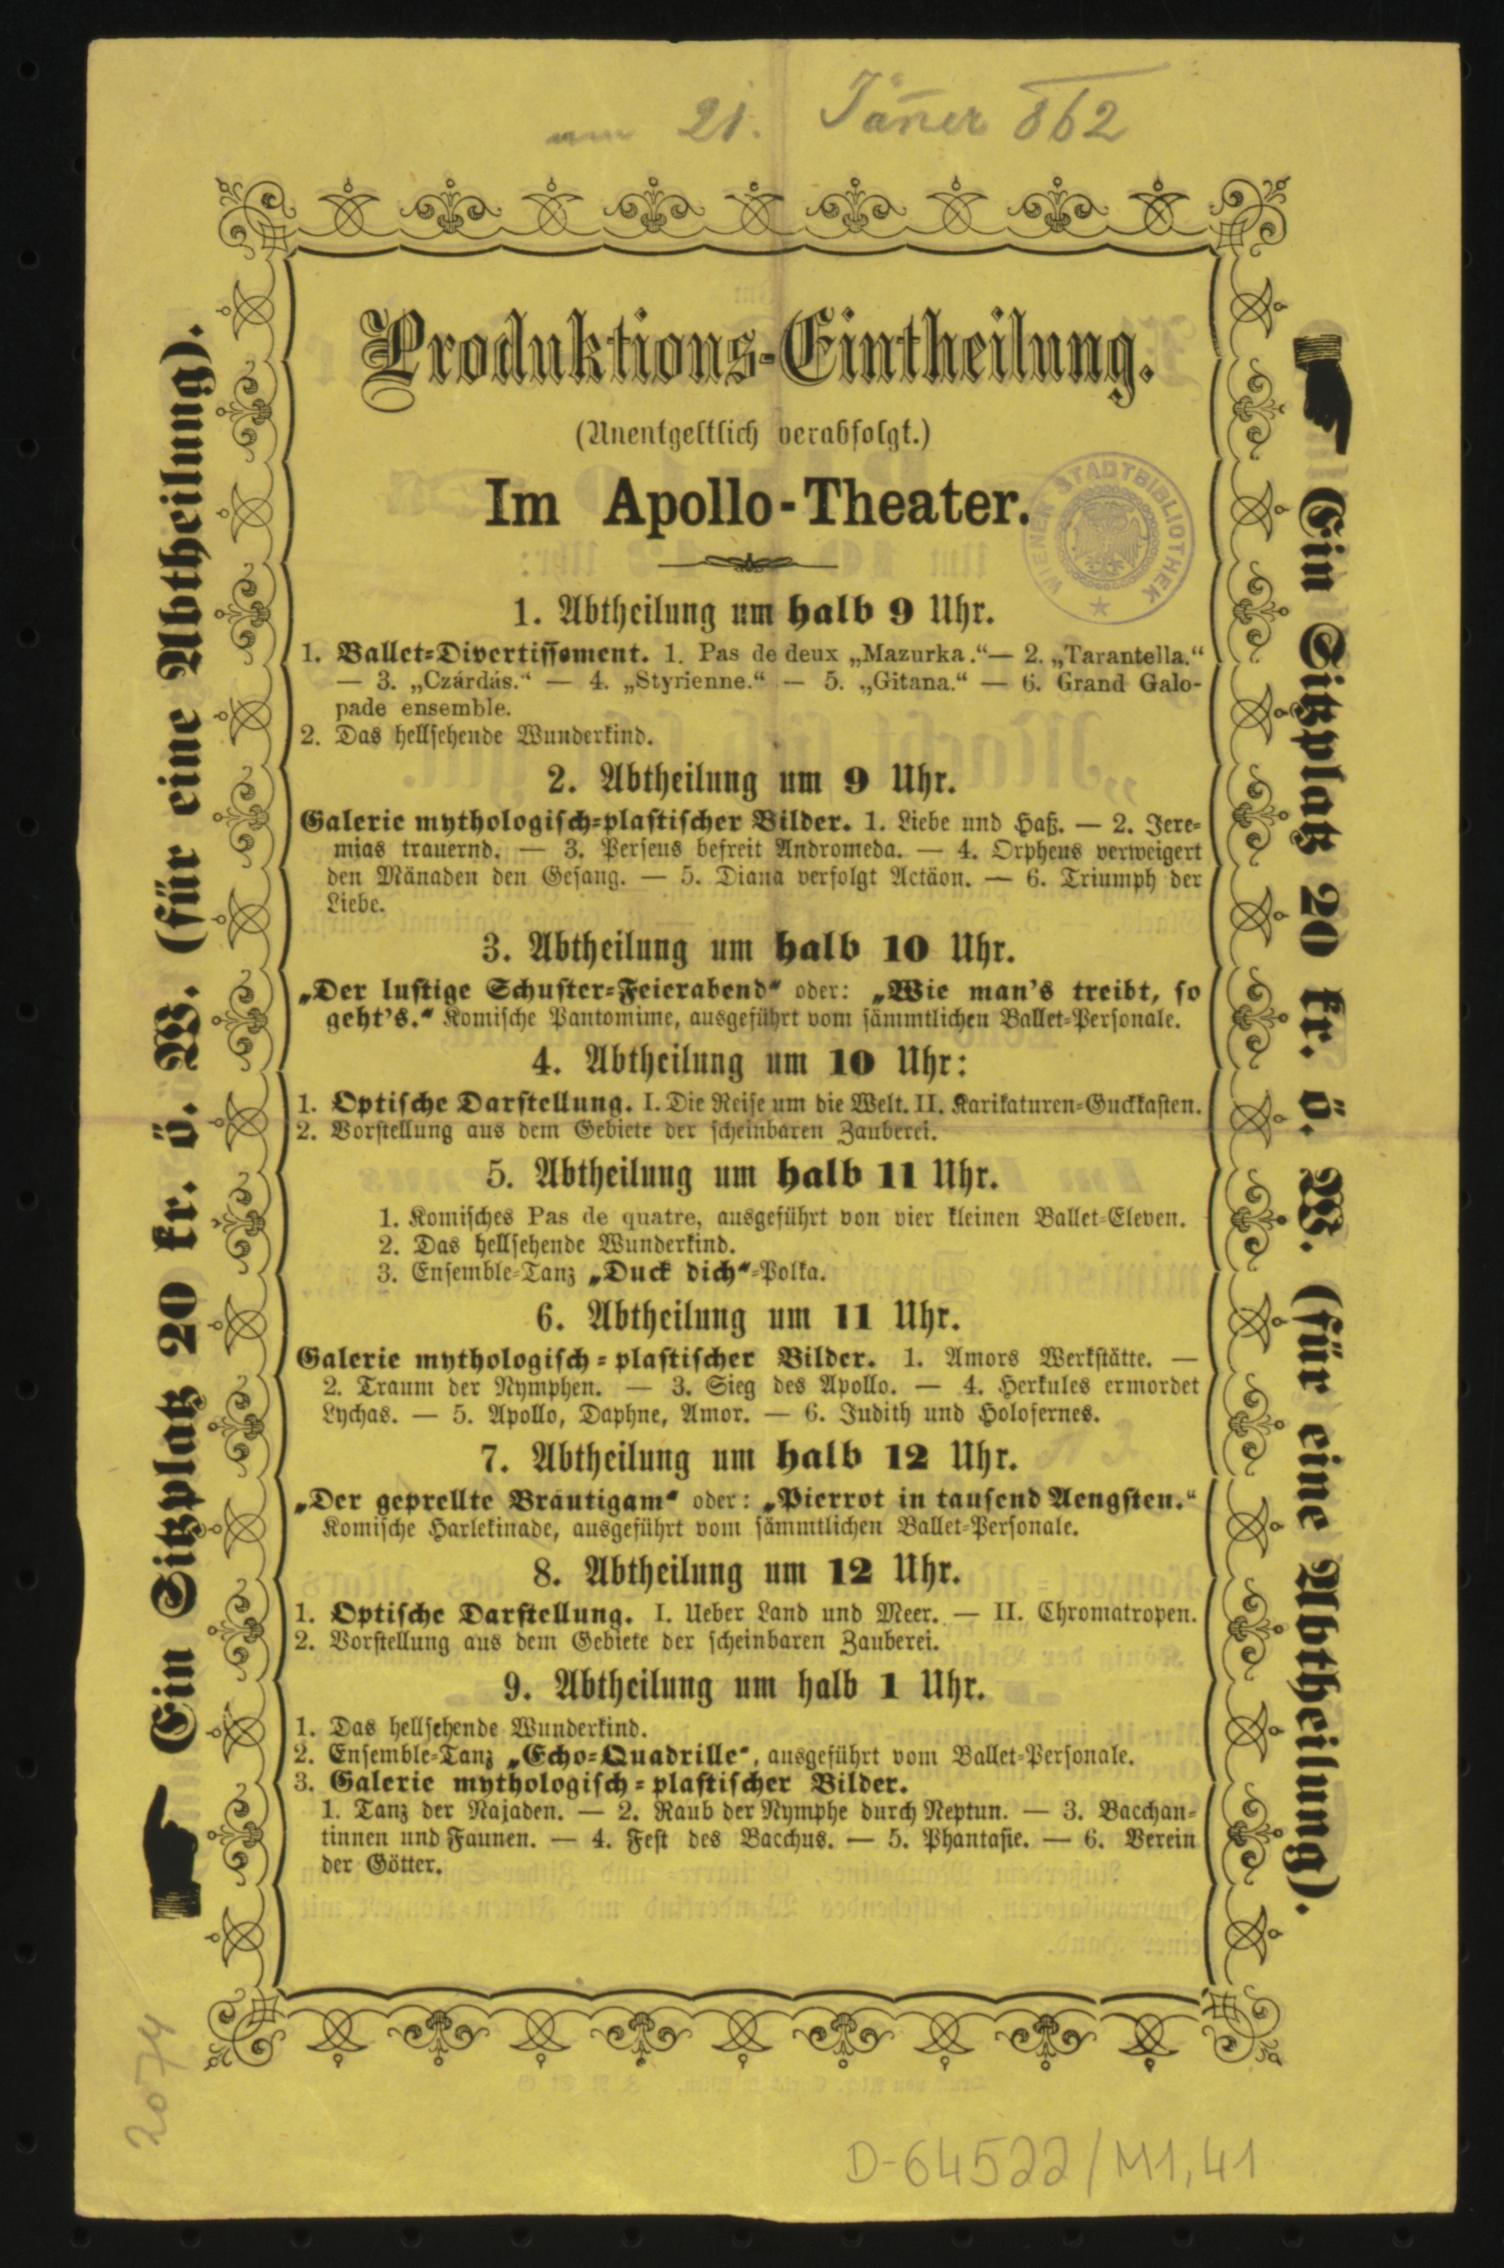 am 21. Jäner 862
Produktions-Eintheilung.
(Unentgeltlich verabfolgt.)
Im Apollo-Theater.
WIENER STADTBIBLIOTHEK
1. Abtheilung um halb 9 Uhr.
1. Ballet-Divertissement. 1. Pas de deux „Mazurka.“— 2. „Tarantella.“
— 3. „Czárdás.“ — 4. „Styrienne.“ — 5. „Gitana.“ — 6. Grand Galo-
pade ensemble.
2. Das hellsehende Wunderkind.
2. Abtheilung um 9 Uhr.
Galerie mythologisch-plastischer Bilder. 1. Liebe und Haß. — 2. Jere-
mias trauernd. — 3. Perseus befreit Andromeda. — 4. Orpheus verweigert
den Mänaden den Gesang. — 5. Diana verfolgt Actäon. — 6. Triumph der
Liebe.
3. Abtheilung um halb 10 Uhr.
„Der lustige Schuster-Feierabend“ oder: „Wie man's treibt, so
geht's.“ Komische Pantomime, ausgeführt vom sämmtlichen Ballet-Personale.
4. Abtheilung um 10 Uhr:
1. Optische Darstellung. I. Die Reise um die Welt. II. Karikaturen-Guckkasten.
2. Vorstellung aus dem Gebiete der scheinbaren Zauberei.
5. Abtheilung um halb 11 Uhr.
1. Komisches Pas de quatre, ausgeführt von vier kleinen Ballet-Eleven.
2. Das hellsehende Wunderkind.
3. Ensemble-Tanz „Duck dich“-Polka.
6. Abtheilung um 11 Uhr.
Galerie mythologisch-plastischer Bilder. 1. Amors Werkstätte. —
2. Traum der Nymphen. — 3. Sieg des Apollo. — 4. Herkules ermordet
Lychas. — 5. Apollo, Daphne, Amor. — 6. Judith und Holofernes.
7. Abtheilung um halb 12 Uhr.
„Der geprellte Bräutigam“ oder: „Pierrot in tausend Aengsten.“
Komische Harlekinade, ausgeführt vom sämmtlichen Ballet-Personale.
8. Abtheilung um 12 Uhr.
1. Optische Darstellung. I. Ueber Land und Meer. — II. Chromatropen.
2. Vorstellung aus dem Gebiete der scheinbaren Zauberei.
9. Abtheilung um halb 1 Uhr.
1. Das hellsehende Wunderkind.
2. Ensemble-Tanz „Echo-Quadrille“, ausgeführt vom Ballet-Personale.
3. Galerie mythologisch-plastischer Bilder.
1. Tanz der Najaden. — 2. Raub der Nymphe durch Neptun. — 3. Bacchan-
tinnen und Faunen. — 4. Fest des Bacchus. — 5. Phantasie. — 6. Verein
der Götter.
Ein Sitzplatz 20 kr. ö. W. (für eine Abtheilung).
Ein Sitzplatz 20 kr. ö. W. (für eine Abtheilung).
2074
D-64522/M1,41